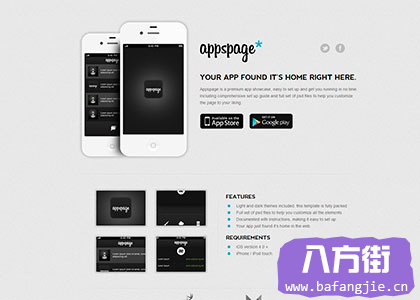 appspage*
YOUR APP FOUND IT'S HOME RIGHT HERE.
Appspage is a premium app showcase, easy to set up and get you running in no time
including comprehensive set up guide and full set of psd files to help you customize
the page to your liking.
Available on the
App Store
GET IT ON
Google play
FEATURES
Light and dark themes included, this template is fully packed
Full set of psd files to help you customize all the elements
Documented with instructions, making it easy to set up
Your app just found it's home in the web.
REQUIREMENTS
iOS version 4.0 +
iPhone / iPod touch
八方街
www.bafangjie.cn